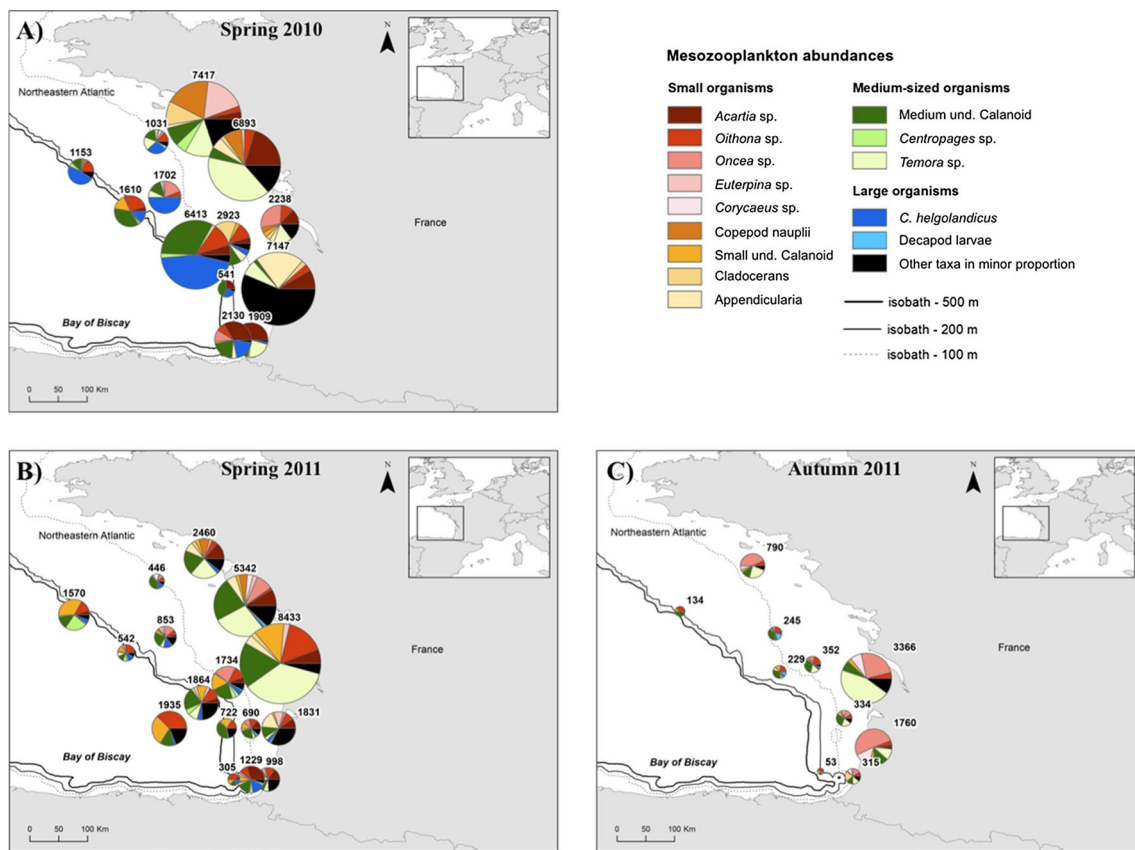 A)
Spring 2010
N
Northeastern Atlantic
7417
1031
6893
1153
1702
1610
2238
6413
2923
7147
France
541
Bay of Biscay
2130
1909
0 50 100 Km
Mesozooplankton abundances
Small organisms
Acartia sp.
Oithona sp.
Oncea sp.
Euterpina sp.
Corycaeus sp.
Copepod nauplii
Small und. Calanoid
Cladocerans
Appendicularia
Medium-sized organisms
Medium und. Calanoid
Centropages sp.
Temora sp.
Large organisms
C. helgolandicus
Decapod larvae
Other taxa in minor proportion
isobath - 500 m
isobath - 200 m
isobath - 100 m
B)
Spring 2011
N
Northeastern Atlantic
2460
446
5342
1570
853
8433
542
France
1734
1864
1935
722
690
1831
Bay of Biscay
305
1229
998
0 50 100 Km
C)
Autumn 2011
N
Northeastern Atlantic
790
134
245
France
229
352
3366
334
1760
Bay of Biscay
53
315
0 50 100 Km